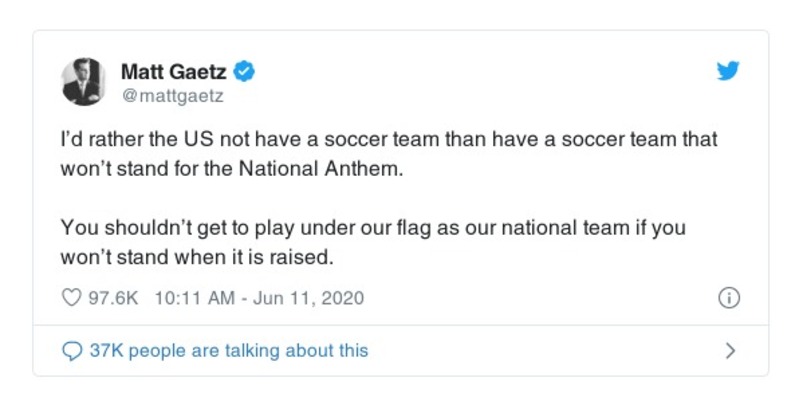 Matt Gaetz
@mattgaetz
I’d rather the US not have a soccer team than have a soccer team that
won’t stand for the National Anthem.
You shouldn’t get to play under our flag as our national team if you
won’t stand when it is raised.
97.6K 10:11 AM - Jun 11, 2020
37K people are talking about this